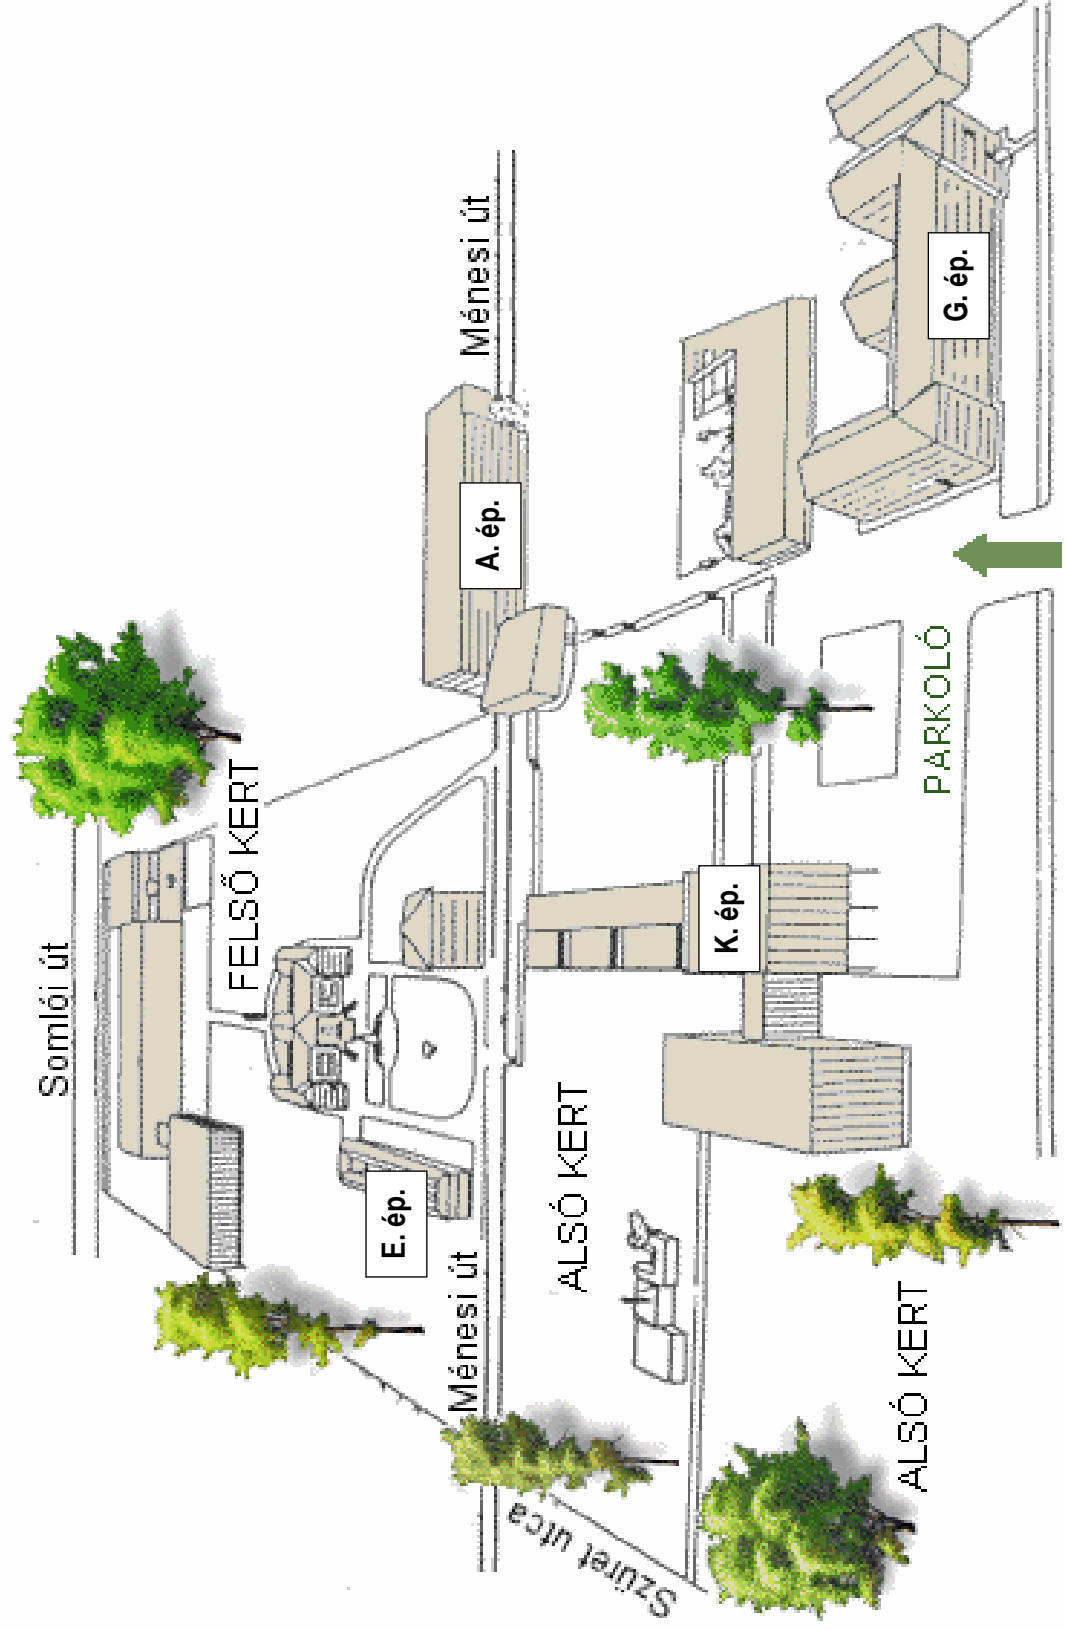 Somlói út
FELSŐ KERT
Ménesi út
A. ép.
E. ép.
Ménesi út
K. ép.
G. ép.
PARKOLÓ
ALSÓ KERT
ALSÓ KERT
Szüret utca